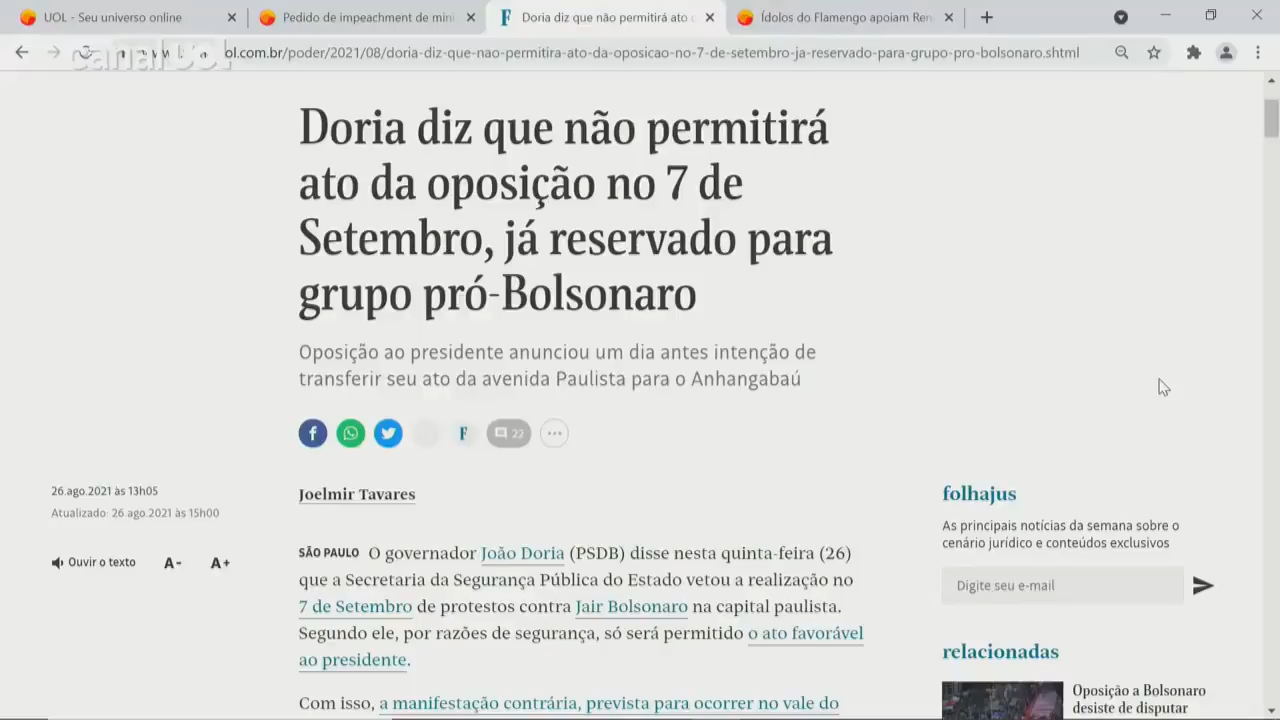 UOL - Seu universo online
Pedido de impeachment de mini
Doria diz que não permitirá ato
Ídolos do Flamengo apoiam Ren
canal UOL
ol.com.br/poder/2021/08/doria-diz-que-nao-permitira-ato-da-oposicao-no-7-de-setembro-ja-reservado-para-grupo-pro-bolsonaro.shtml
Doria diz que não permitirá
ato da oposição no 7 de
Setembro, já reservado para
grupo pró-Bolsonaro
Oposição ao presidente anunciou um dia antes intenção de
transferir seu ato da avenida Paulista para o Anhangabaú
22
26.ago.2021 às 13h05
Atualizado: 26.ago.2021 às 15h00
Ouvir o texto A- A+
Joelmir Tavares
SÃO PAULO O governador João Doria (PSDB) disse nesta quinta-feira (26)
que a Secretaria da Segurança Pública do Estado vetou a realização no
7 de Setembro de protestos contra Jair Bolsonaro na capital paulista.
Segundo ele, por razões de segurança, só será permitido o ato favorável
ao presidente.
Com isso, a manifestação contrária, prevista para ocorrer no vale do
folhajus
As principais notícias da semana sobre o
cenário jurídico e conteúdos exclusivos
Digite seu e-mail
relacionadas
Oposição a Bolsonaro
desiste de disputar